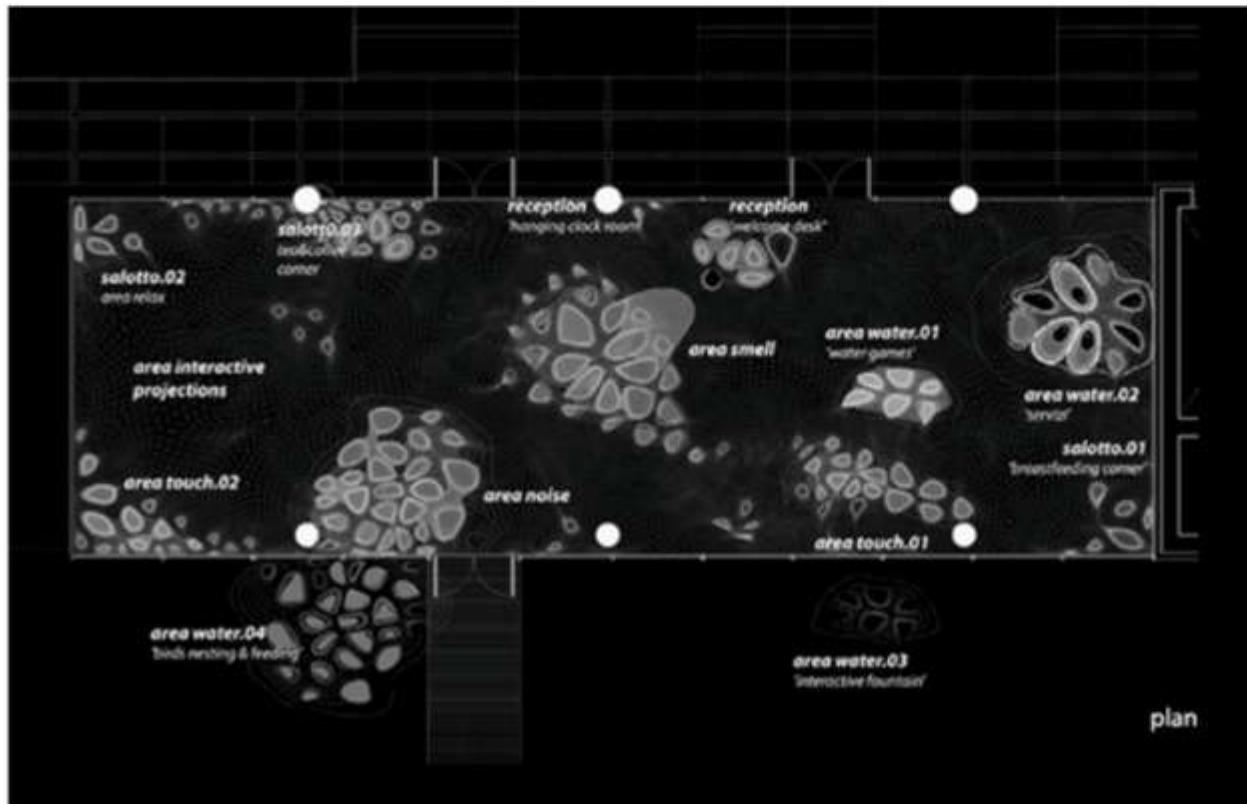 reception
'hanging clock room'
reception
'welcome desk'
salotto.03
tea&coffee
corner
salotto.02
area relax
area water.01
'water games'
area smell
area interactive
projections
area water.02
'servizi'
salotto.01
'breastfeeding corner'
area touch.02
area noise
area touch.01
area water.04
'birds nesting & feeding'
area water.03
'interactive fountain'
plan